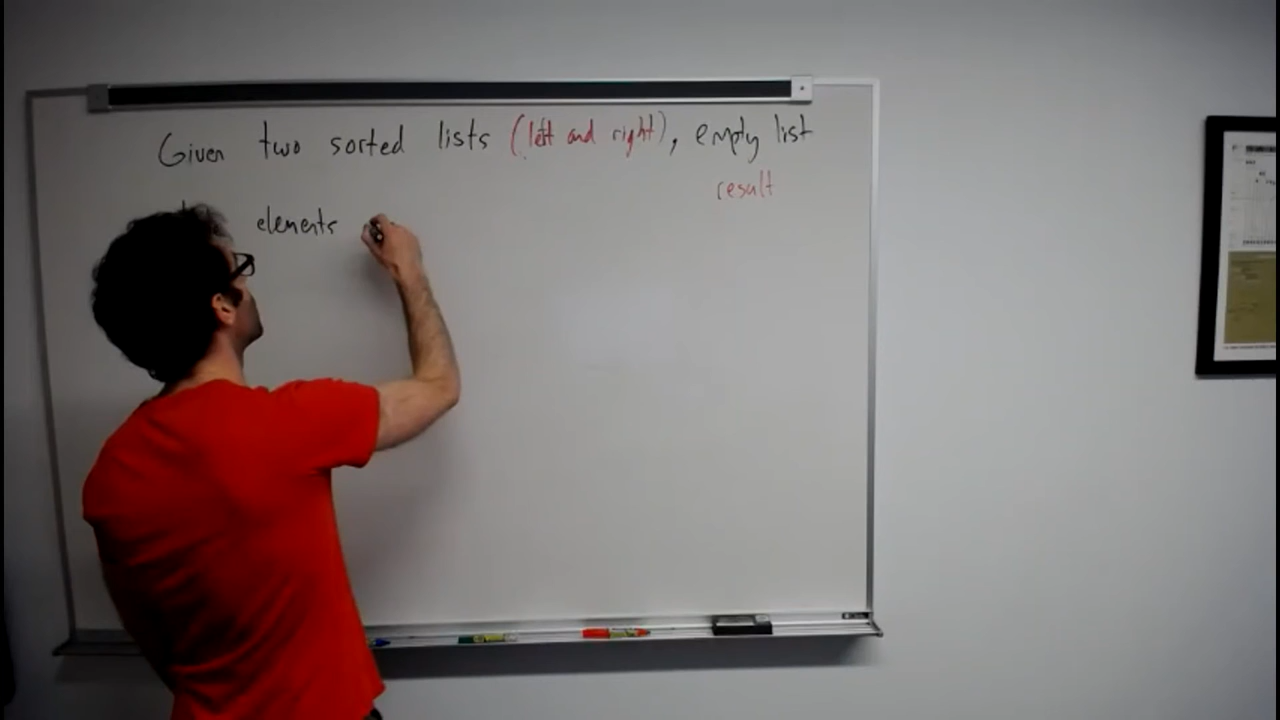 Given two sorted lists (left and right), empty list
result
elements